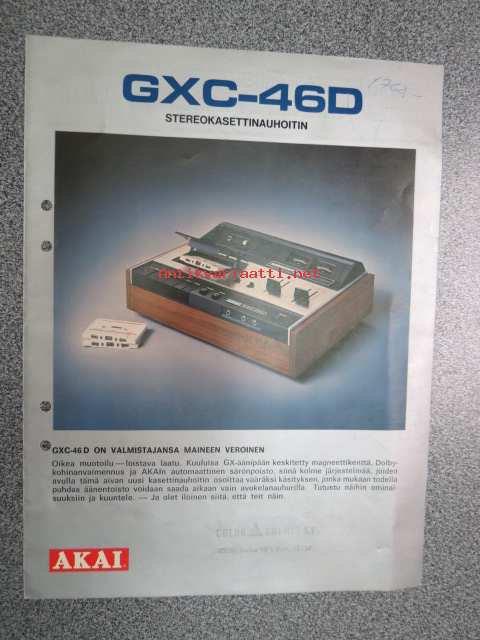 GXC-46D
STEREOKASETTINAUHOITIN
antiikkiraatti.net
GXC-46D ON VALMISTAJANSA MAINEEN VEROINEN
Oikea muotoilu — loistava laatu. Kuuluisa GX-äänipään keskitetty magneettikenttä, Dolby-
kohinanvaimennus ja AKAIn automaattinen särönpoisto, siinä kolme järjestelmää, joiden
avulla tämä aivan uusi kasettinauhoitin osoittaa vääräksi käsityksen, jonka mukaan todella
puhdas äänentoisto voidaan saada aikaan vain avokelanauhurilla. Tutustu näihin ominai-
suuksiin ja kuuntele. — Ja olet iloinen siitä, että teit näin.
AKAI